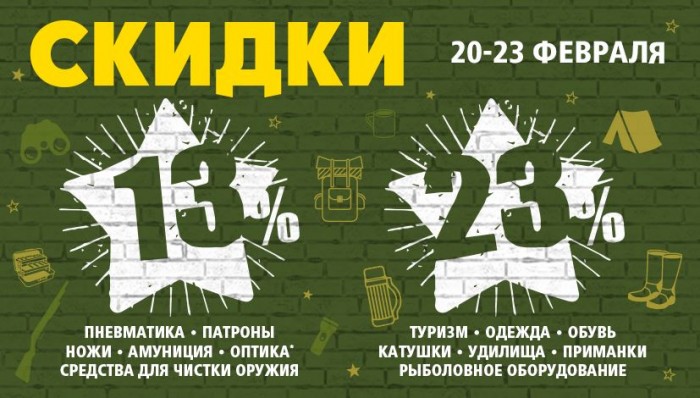 СКИДКИ
20-23 ФЕВРАЛЯ
13%
ПНЕВМАТИКА • ПАТРОНЫ
НОЖИ • АМУНИЦИЯ • ОПТИКА*
СРЕДСТВА ДЛЯ ЧИСТКИ ОРУЖИЯ
23%
ТУРИЗМ • ОДЕЖДА • ОБУВЬ
КАТУШКИ • УДИЛИЩА • ПРИМАНКИ
РЫБОЛОВНОЕ ОБОРУДОВАНИЕ